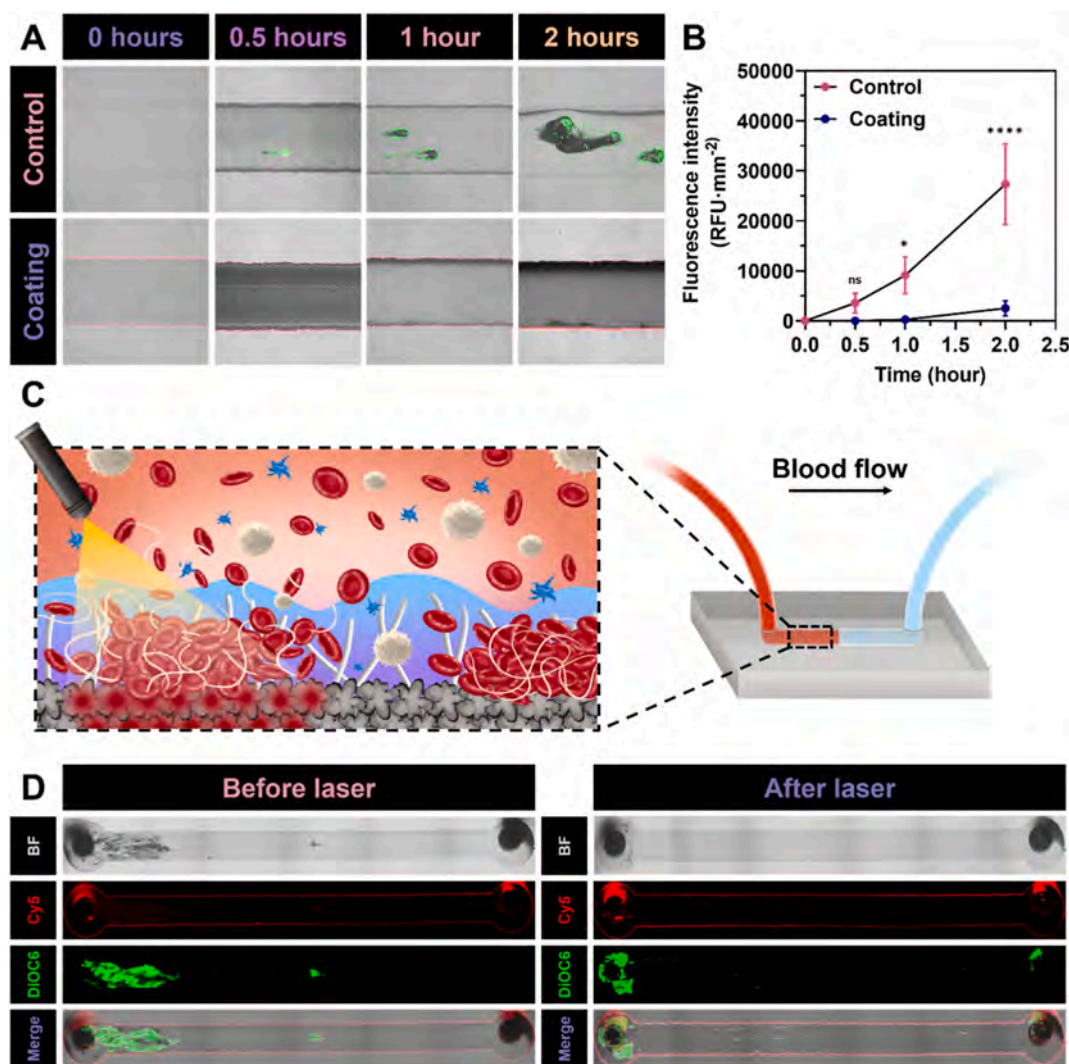 A
0 hours
0.5 hours
1 hour
2 hours
Control
Coating
B
Fluorescence intensity
(RFU·mm⁻²)
50000
40000
30000
20000
10000
0
Control
Coating
ns
*
****
0.0
0.5
1.0
1.5
2.0
2.5
Time (hour)
C
Blood flow
D
Before laser
After laser
BF
BF
Cy5
Cy5
DiOC6
DiOC6
Merge
Merge